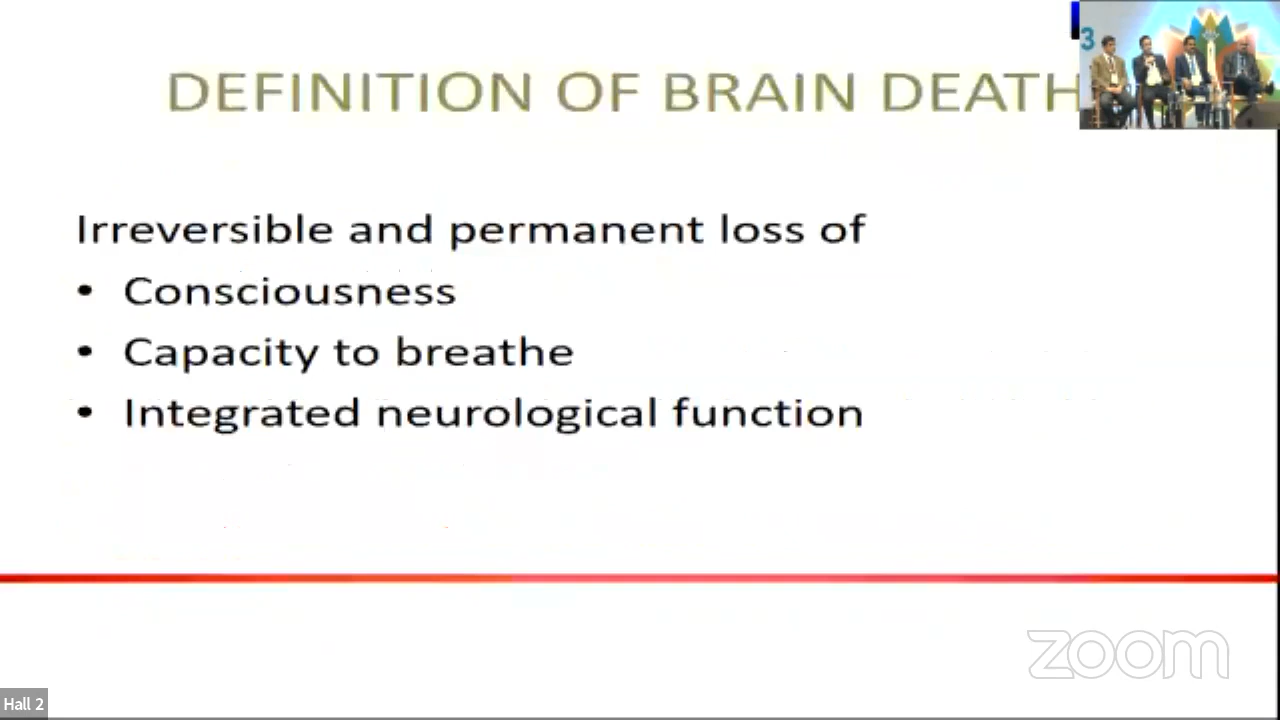 DEFINITION OF BRAIN DEATH
3
Irreversible and permanent loss of
• Consciousness
• Capacity to breathe
• Integrated neurological function
zoom
Hall 2